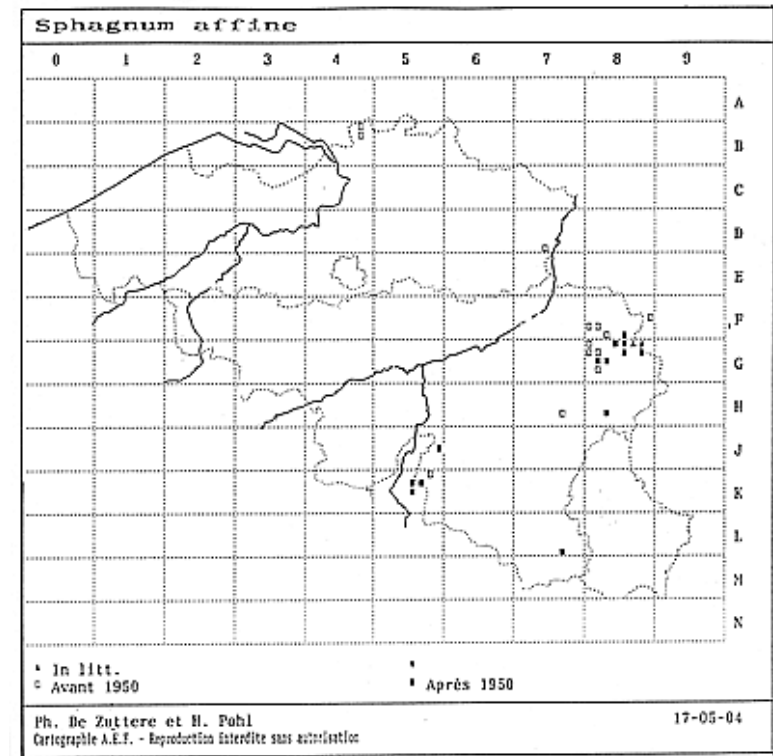 Sphagnum affine
0 1 2 3 4 5 6 7 8 9
A
B
C
D
E
F
G
H
J
K
L
M
N
In litt.
Avant 1950
Après 1950
Ph. De Zuttere et H. Pohl
17-05-04
Cartographie A.E.F. - Reproduction interdite sans autorisation